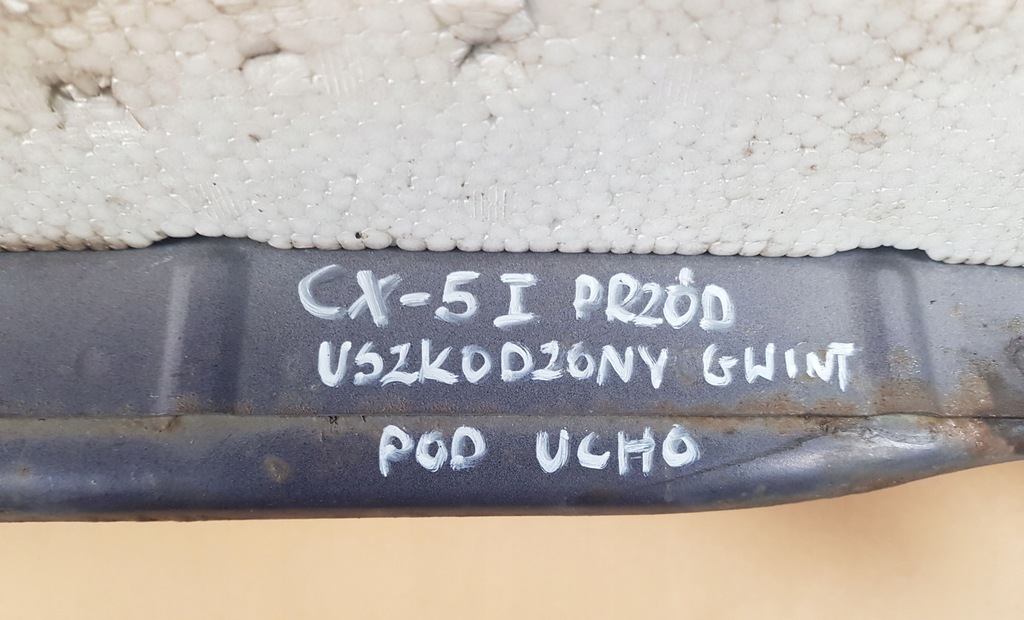 CX-5 I PRZÓD
USZKODZONY GWINT
POD UCHO